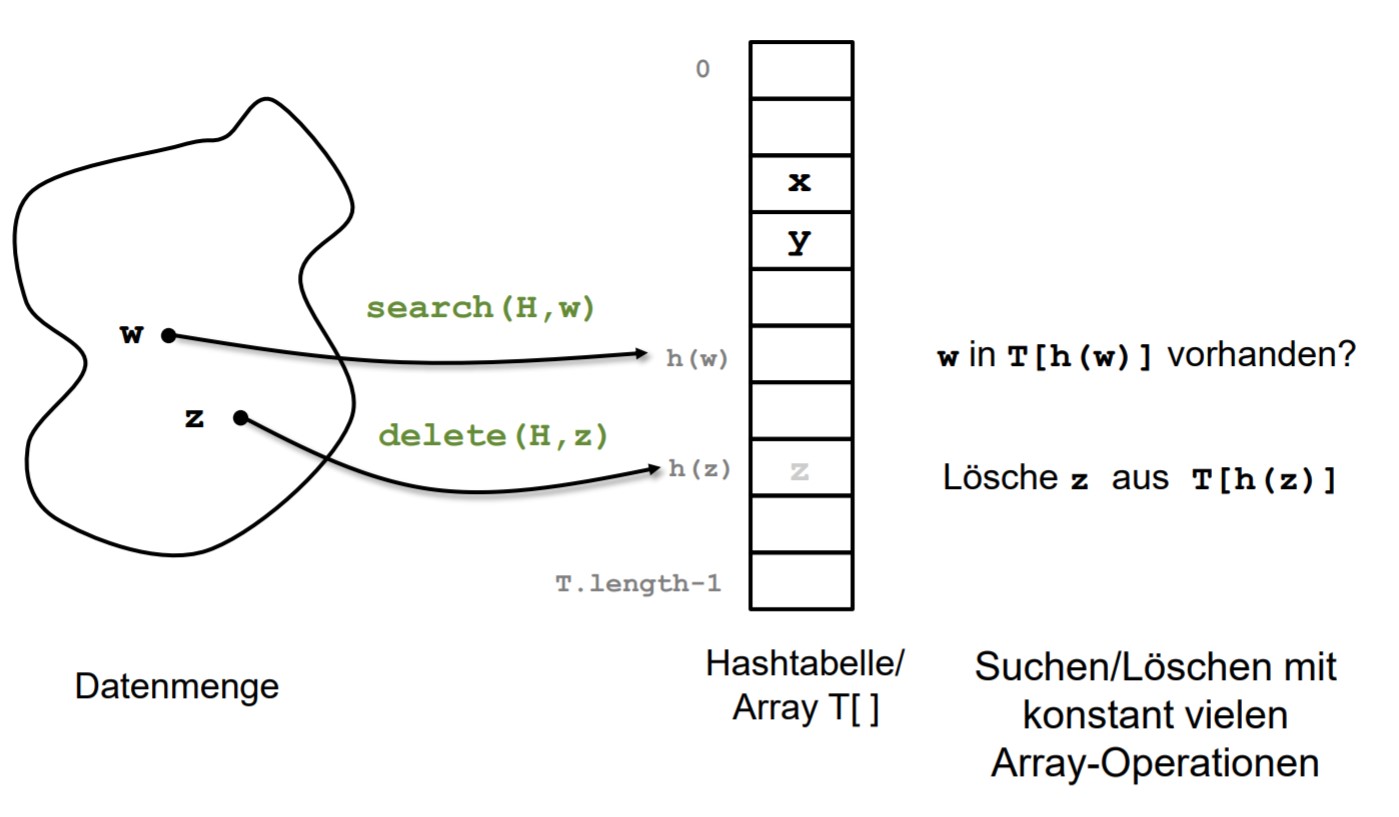 0
x
y
search(H,w)
w
h(w)
w in T[h(w)] vorhanden?
z
delete(H,z)
h(z)
z
Lösche z aus T[h(z)]
T.length-1
Datenmenge
Hashtabelle/
Array T[ ]
Suchen/Löschen mit
konstant vielen
Array-Operationen